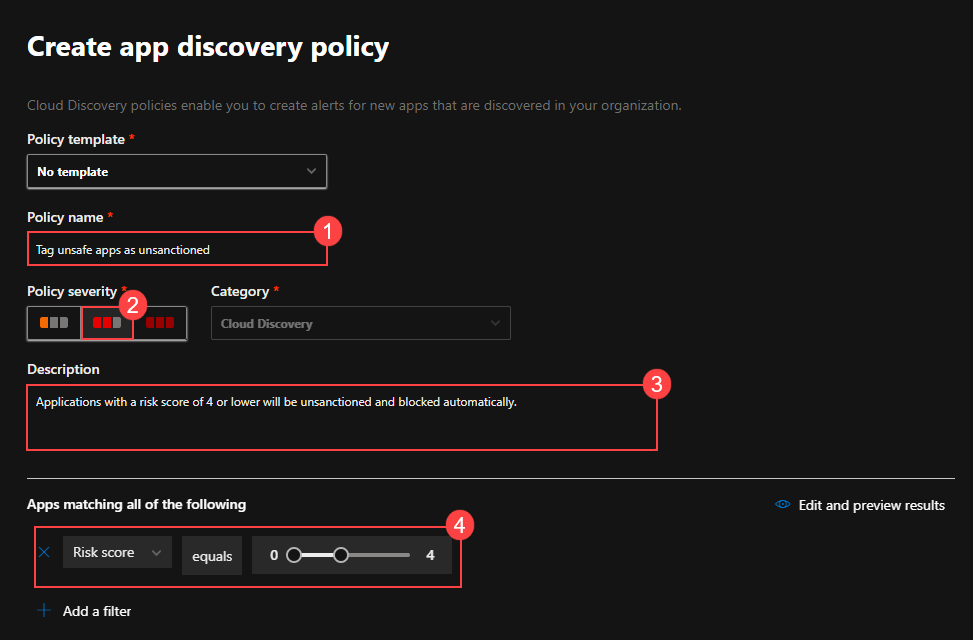 Create app discovery policy
Cloud Discovery policies enable you to create alerts for new apps that are discovered in your organization.
Policy template *
No template
Policy name *
1
Tag unsafe apps as unsanctioned
Policy severity *
2
Category *
Cloud Discovery
Description
3
Applications with a risk score of 4 or lower will be unsanctioned and blocked automatically.
Apps matching all of the following
Edit and preview results
4
Risk score
equals
0
4
Add a filter